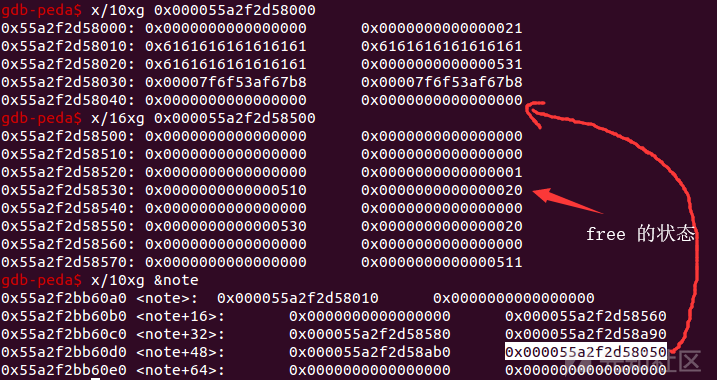 gdb-peda$ x/10xg 0x000055a2f2d58000
0x55a2f2d58000: 0x0000000000000000 0x0000000000000021
0x55a2f2d58010: 0x6161616161616161 0x6161616161616161
0x55a2f2d58020: 0x6161616161616161 0x0000000000000531
0x55a2f2d58030: 0x00007f6f53af67b8 0x00007f6f53af67b8
0x55a2f2d58040: 0x0000000000000000 0x0000000000000000
gdb-peda$ x/16xg 0x000055a2f2d58500
0x55a2f2d58500: 0x0000000000000000 0x0000000000000000
0x55a2f2d58510: 0x0000000000000000 0x0000000000000000
0x55a2f2d58520: 0x0000000000000000 0x0000000000000001
0x55a2f2d58530: 0x0000000000000510 0x0000000000000020
0x55a2f2d58540: 0x0000000000000000 0x0000000000000000
0x55a2f2d58550: 0x0000000000000530 0x0000000000000020
0x55a2f2d58560: 0x0000000000000000 0x0000000000000000
0x55a2f2d58570: 0x0000000000000000 0x0000000000000511
free 的状态
gdb-peda$ x/10xg &note
0x55a2f2bb60a0 <note>: 0x000055a2f2d58010 0x0000000000000000
0x55a2f2bb60b0 <note+16>: 0x0000000000000000 0x000055a2f2d58560
0x55a2f2bb60c0 <note+32>: 0x000055a2f2d58580 0x000055a2f2d58a90
0x55a2f2bb60d0 <note+48>: 0x000055a2f2d58ab0 0x000055a2f2d58050
0x55a2f2bb60e0 <note+64>: 0x0000000000000000 0x0000000000000000
社区